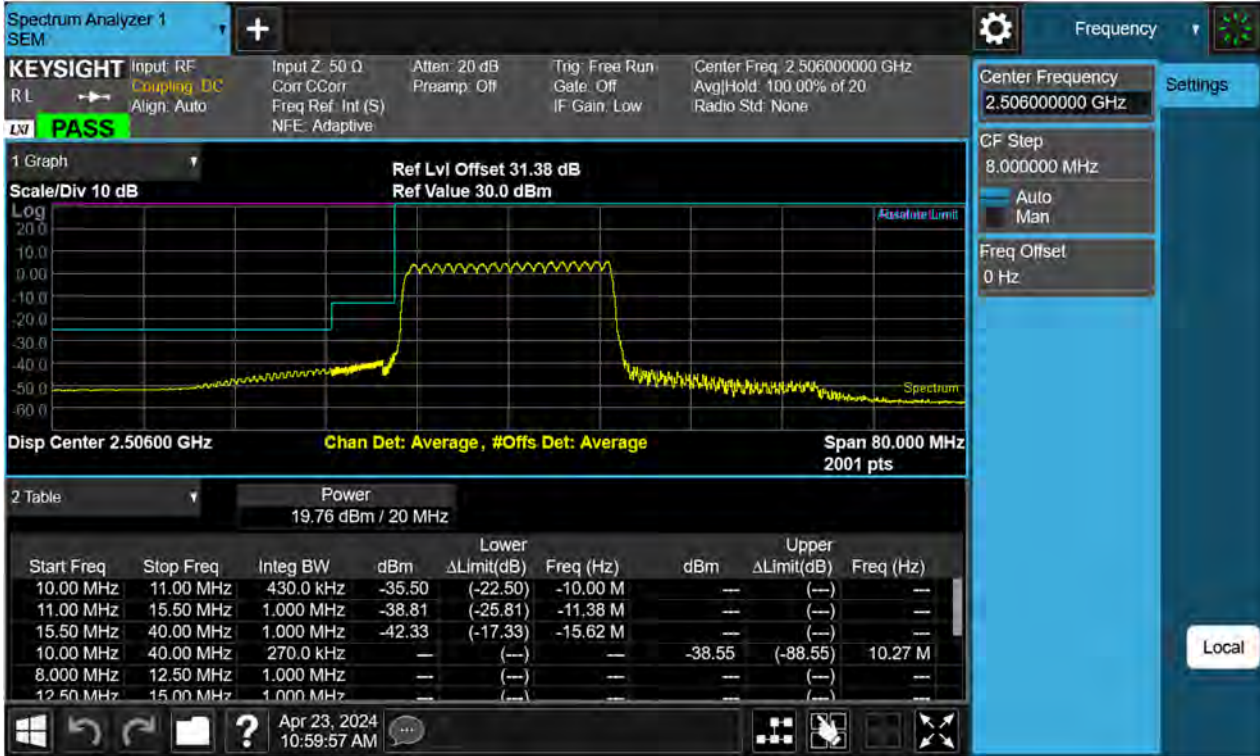 Spectrum Analyzer 1
SEM
+
Frequency
KEYSIGHT
RL
LXI
PASS
Input: RF
Coupling: DC
Align: Auto
Input Z: 50 Ω
Corr CCorr
Freq Ref: Int (S)
NFE: Adaptive
Atten: 20 dB
Preamp: Off
Trig: Free Run
Gate: Off
IF Gain: Low
Center Freq: 2.506000000 GHz
Avg|Hold: 100.00% of 20
Radio Std: None
Center Frequency
2.506000000 GHz
Settings
CF Step
8.000000 MHz
Auto
Man
Freq Offset
0 Hz
1 Graph
Scale/Div 10 dB
Ref Lvl Offset 31.38 dB
Ref Value 30.0 dBm
Log
20.0
10.0
0.00
-10.0
-20.0
-30.0
-40.0
-50.0
-60.0
Absolute Limit
Spectrum
Disp Center 2.50600 GHz
Chan Det: Average, #Offs Det: Average
Span 80.000 MHz
2001 pts
2 Table
Power
19.76 dBm / 20 MHz
Lower Upper
Start Freq Stop Freq Integ BW dBm ΔLimit(dB) Freq (Hz) dBm ΔLimit(dB) Freq (Hz)
10.00 MHz 11.00 MHz 430.0 kHz -35.50 (-22.50) -10.00 M --- (---) ---
11.00 MHz 15.50 MHz 1.000 MHz -38.81 (-25.81) -11.38 M --- (---) ---
15.50 MHz 40.00 MHz 1.000 MHz -42.33 (-17.33) -15.62 M --- (---) ---
10.00 MHz 40.00 MHz 270.0 kHz --- (---) --- -38.55 (-88.55) 10.27 M
8.000 MHz 12.50 MHz 1.000 MHz --- (---) --- --- (---) ---
12.50 MHz 15.00 MHz 1.000 MHz --- (---) --- --- (---) ---
Local
?
Apr 23, 2024
10:59:57 AM